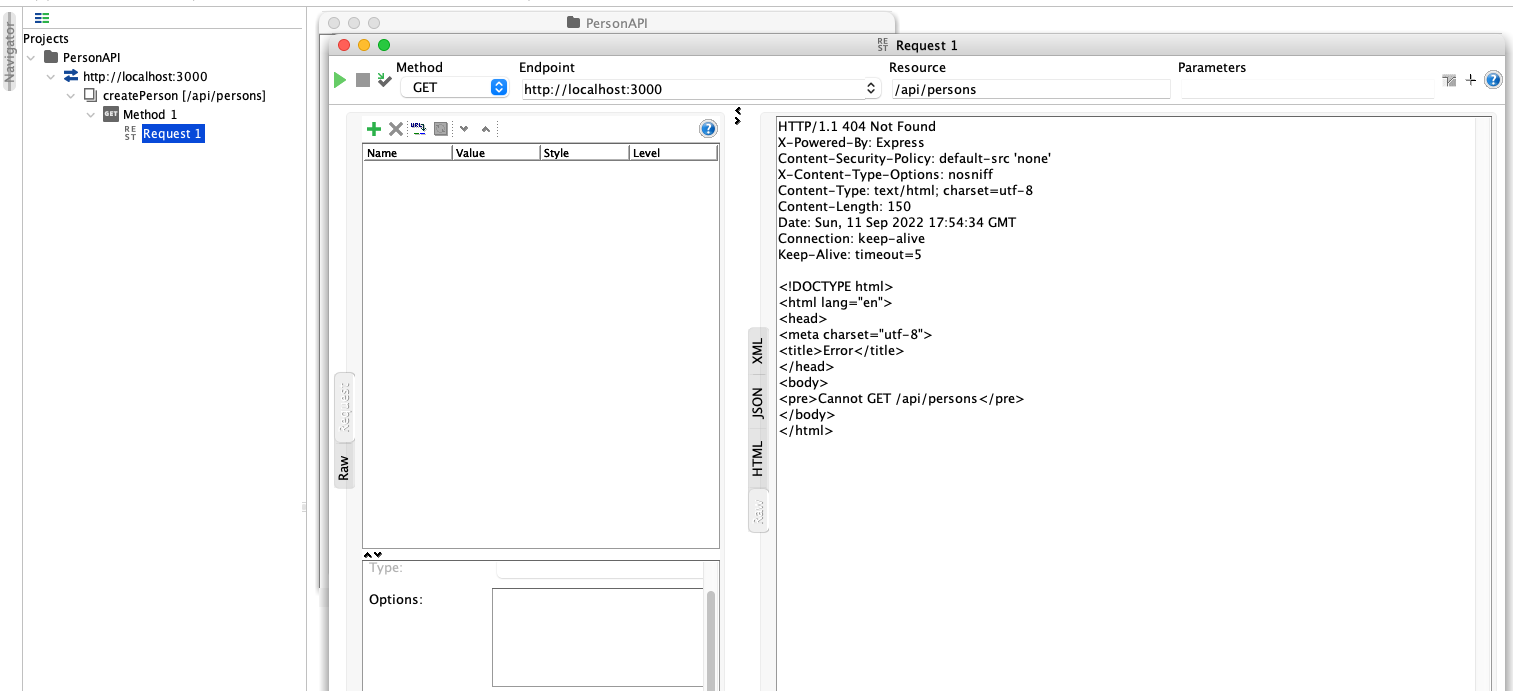 Navigator
Projects
PersonAPI
http://localhost:3000
createPerson [/api/persons]
GET Method 1
REST Request 1
PersonAPI
REST Request 1
Method
Endpoint
Resource
Parameters
GET
http://localhost:3000
/api/persons
Name Value Style Level
Request
Raw
Type:
Options:
XML
JSON
HTML
Raw
HTTP/1.1 404 Not Found
X-Powered-By: Express
Content-Security-Policy: default-src 'none'
X-Content-Type-Options: nosniff
Content-Type: text/html; charset=utf-8
Content-Length: 150
Date: Sun, 11 Sep 2022 17:54:34 GMT
Connection: keep-alive
Keep-Alive: timeout=5
<!DOCTYPE html>
<html lang="en">
<head>
<meta charset="utf-8">
<title>Error</title>
</head>
<body>
<pre>Cannot GET /api/persons</pre>
</body>
</html>